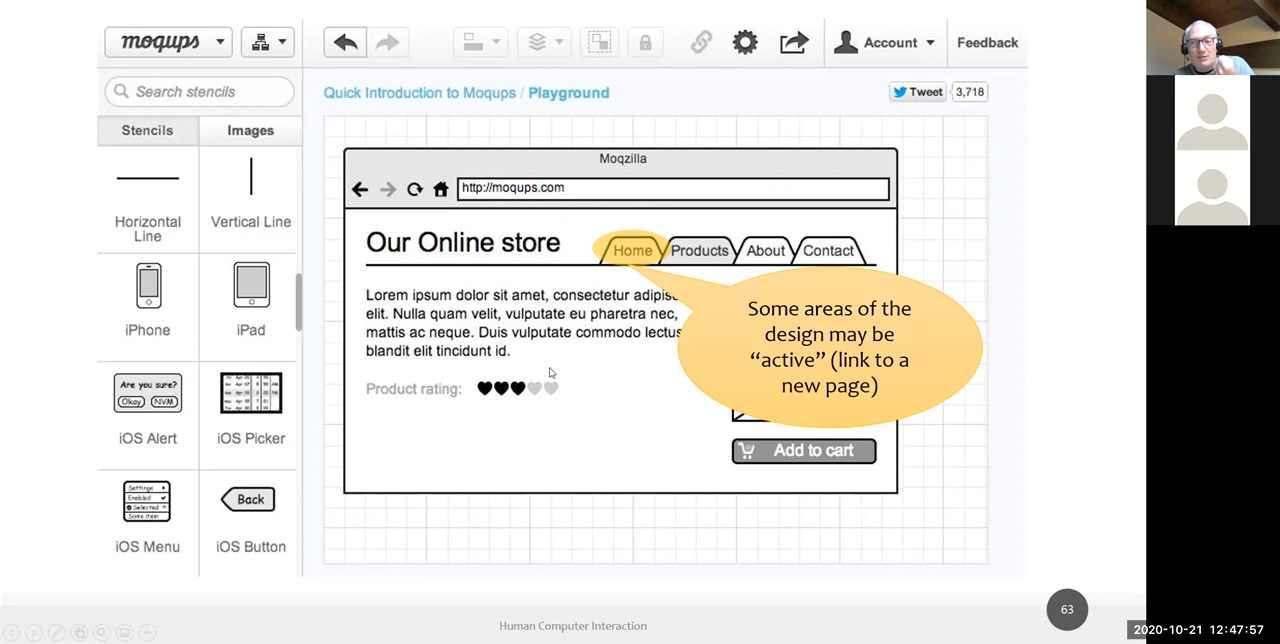 moqups
Account
Feedback
Search stencils
Quick Introduction to Moqups / Playground
Tweet
3,718
Stencils
Images
Horizontal
Line
Vertical Line
iPhone
iPad
Are you sure?
Okay
NVM
iOS Alert
iOS Picker
Settings
Enabled
Selected
Some item
iOS Menu
Back
iOS Button
Moqzilla
http://moqups.com
Our Online store
Home
Products
About
Contact
Lorem ipsum dolor sit amet, consectetur
elit. Nulla quam velit, vulputate eu pharetra nec,
mattis ac neque. Duis vulputate commodo lectus
blandit elit tincidunt id.
Product rating:
Add to cart
Some areas of the
design may be
“active” (link to a
new page)
Human Computer Interaction
63
2020-10-21 12:47:57